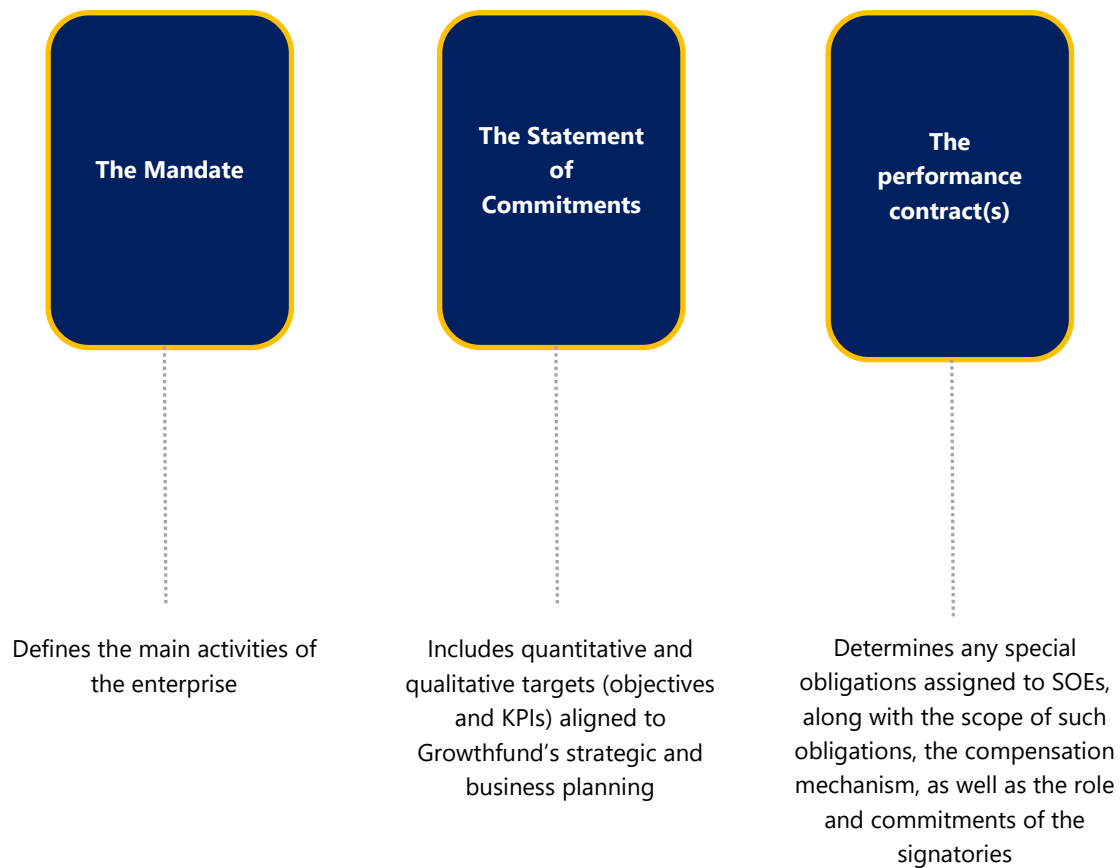 The Mandate
The Statement
of
Commitments
The
performance
contract(s)
Defines the main activities of
the enterprise
Includes quantitative and
qualitative targets (objectives
and KPIs) aligned to
Growthfund’s strategic and
business planning
Determines any special
obligations assigned to SOEs,
along with the scope of such
obligations, the compensation
mechanism, as well as the role
and commitments of the
signatories